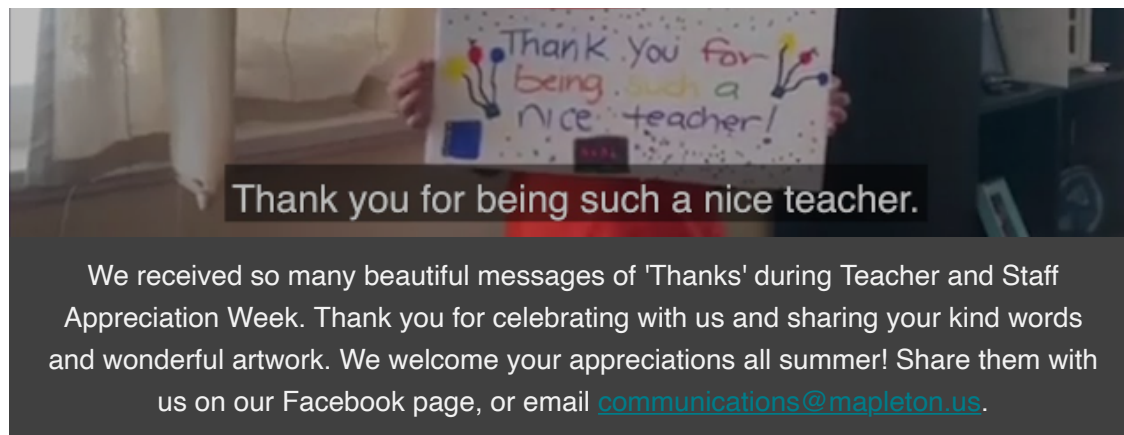 Thank you for
being such a
nice teacher!
Thank you for being such a nice teacher.
We received so many beautiful messages of 'Thanks' during Teacher and Staff
Appreciation Week. Thank you for celebrating with us and sharing your kind words
and wonderful artwork. We welcome your appreciations all summer! Share them with
us on our Facebook page, or email communications@mapleton.us.